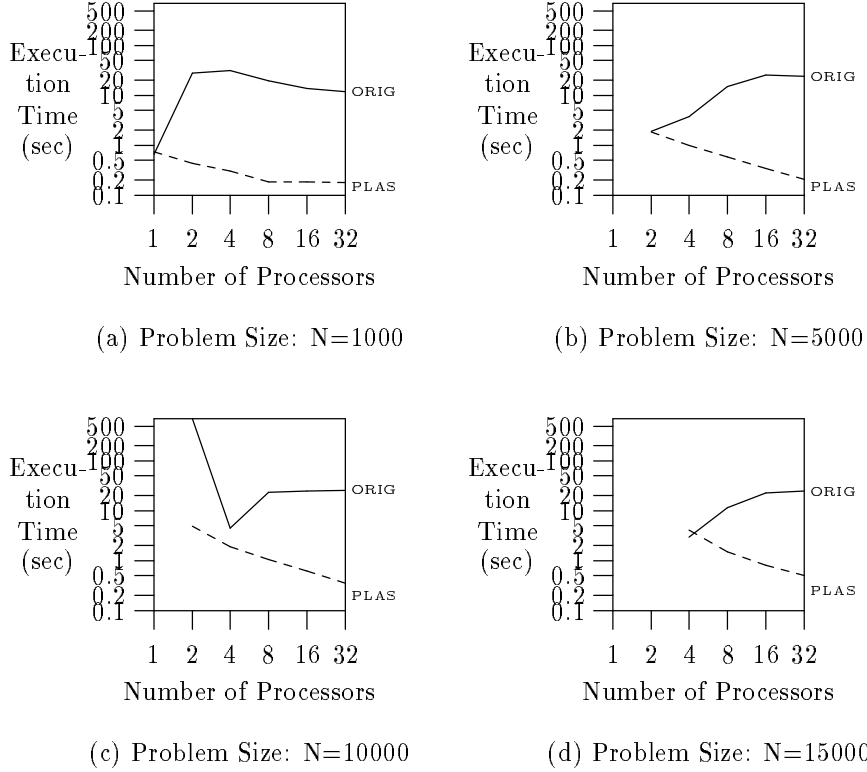 500
200
100
50
20
10
5
2
1
0.5
0.2
0.1
Execu-
tion
Time
(sec)
ORIG
PLAS
1 2 4 8 16 32
Number of Processors
(a) Problem Size: N=1000
500
200
100
50
20
10
5
2
1
0.5
0.2
0.1
Execu-
tion
Time
(sec)
ORIG
PLAS
1 2 4 8 16 32
Number of Processors
(b) Problem Size: N=5000
500
200
100
50
20
10
5
2
1
0.5
0.2
0.1
Execu-
tion
Time
(sec)
ORIG
PLAS
1 2 4 8 16 32
Number of Processors
(c) Problem Size: N=10000
500
200
100
50
20
10
5
2
1
0.5
0.2
0.1
Execu-
tion
Time
(sec)
ORIG
PLAS
1 2 4 8 16 32
Number of Processors
(d) Problem Size: N=15000